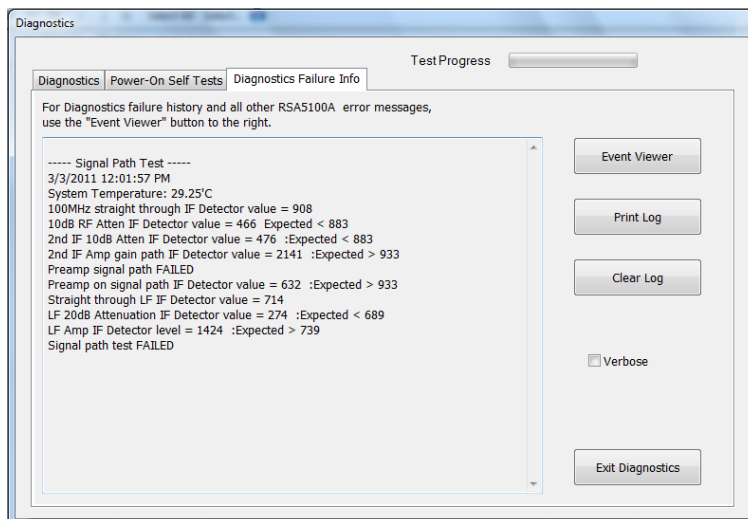 Diagnostics
Test Progress
Diagnostics
Power-On Self Tests
Diagnostics Failure Info
For Diagnostics failure history and all other RSA5100A error messages,
use the "Event Viewer" button to the right.
----- Signal Path Test -----
3/3/2011 12:01:57 PM
System Temperature: 29.25'C
100MHz straight through IF Detector value = 908
10dB RF Atten IF Detector value = 466 Expected < 883
2nd IF 10dB Atten IF Detector value = 476 :Expected < 883
2nd IF Amp gain path IF Detector value = 2141 :Expected > 933
Preamp signal path FAILED
Preamp on signal path IF Detector value = 632 :Expected > 933
Straight through LF IF Detector value = 714
LF 20dB Attenuation IF Detector value = 274 :Expected < 689
LF Amp IF Detector level = 1424 :Expected > 739
Signal path test FAILED
Event Viewer
Print Log
Clear Log
Verbose
Exit Diagnostics